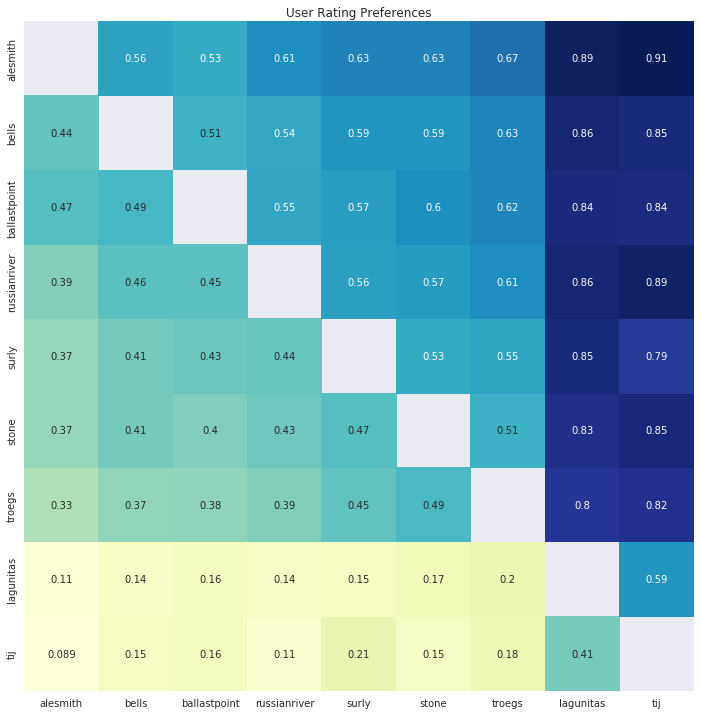 User Rating Preferences
alesmith 0.56 0.53 0.61 0.63 0.63 0.67 0.89 0.91
bells 0.44 0.51 0.54 0.59 0.59 0.63 0.86 0.85
ballastpoint 0.47 0.49 0.55 0.57 0.6 0.62 0.84 0.84
russianriver 0.39 0.46 0.45 0.56 0.57 0.61 0.86 0.89
surly 0.37 0.41 0.43 0.44 0.53 0.55 0.85 0.79
stone 0.37 0.41 0.4 0.43 0.47 0.51 0.83 0.85
troegs 0.33 0.37 0.38 0.39 0.45 0.49 0.8 0.82
lagunitas 0.11 0.14 0.16 0.14 0.15 0.17 0.2 0.59
tij 0.089 0.15 0.16 0.11 0.21 0.15 0.18 0.41
alesmith bells ballastpoint russianriver surly stone troegs lagunitas tij